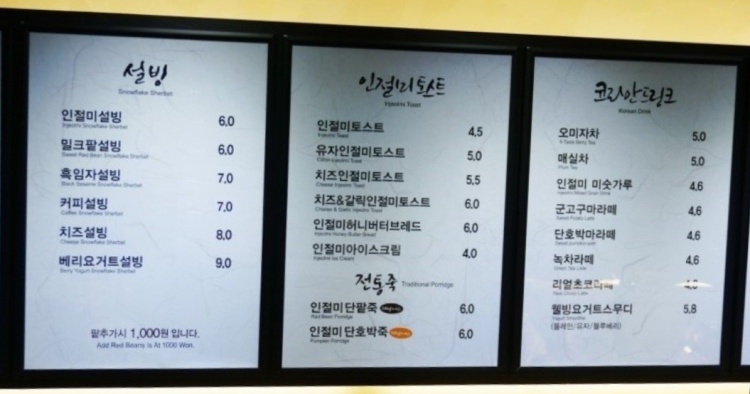 설빙
Snowflake Sherbet
인절미설빙 6.0
Injeolmi Snowflake Sherbet
밀크팥설빙 6.0
Sweet Red Bean Snowflake Sherbet
흑임자설빙 7.0
Black Sesame Snowflake Sherbet
커피설빙 7.0
Coffee Snowflake Sherbet
치즈설빙 8.0
Cheese Snowflake Sherbet
베리요거트설빙 9.0
Berry Yogurt Snowflake Sherbet
팥추가시 1,000원 입니다.
Add Red Beans Is At 1000 Won.
인절미토스트
Injeolmi Toast
인절미토스트 4.5
Injeolmi Toast
유자인절미토스트 5.0
Citron Injeolmi Toast
치즈인절미토스트 5.5
Cheese Injeolmi Toast
치즈&갈릭인절미토스트 6.0
Cheese & Garlic Injeolmi Toast
인절미허니버터브레드 6.0
Injeolmi Honey Butter Bread
인절미아이스크림 4.0
Injeolmi Ice Cream
전통죽 Traditional Porridge
인절미단팥죽 6.0
Red Bean Porridge
인절미단호박죽 6.0
Pumpkin Porridge
코리안드링크
Korean Drink
오미자차 5.0
매실차 5.0
Plum Tea
인절미 미숫가루 4.6
군고구마라떼 4.6
Sweet Potato Latte
단호박마라떼 4.6
녹차라떼 4.6
Green Tea Latte
리얼초코라떼
웰빙요거트스무디 5.8
Yogurt Smoothie
(플레인/유자/블루베리)